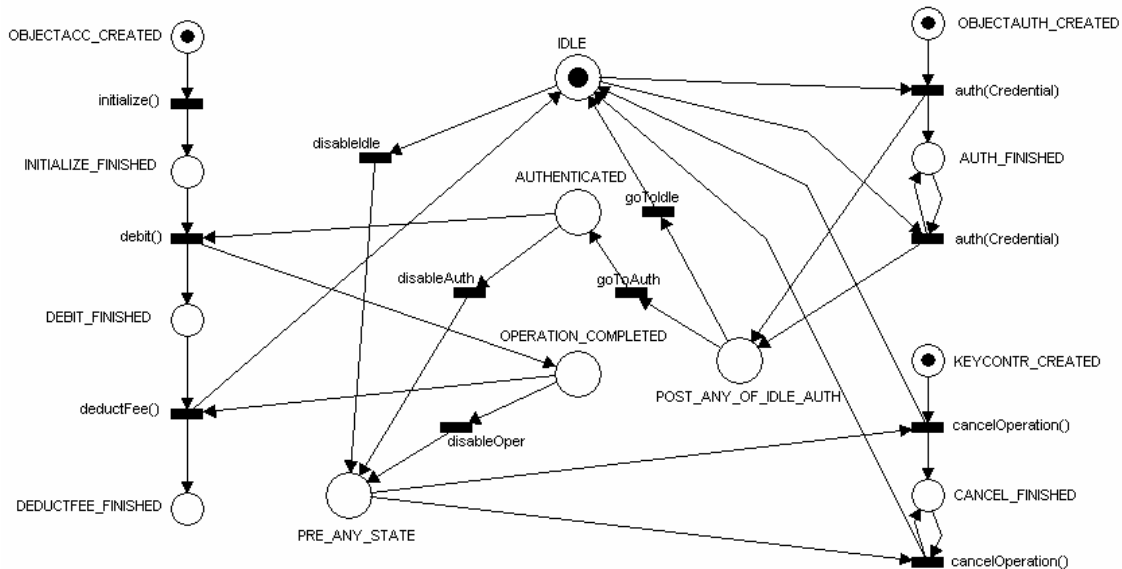 OBJECTACC_CREATED
IDLE
OBJECTAUTH_CREATED
initialize()
auth(Credential)
disableIdle
INITIALIZE_FINISHED
AUTHENTICATED
AUTH_FINISHED
goToIdle
debit()
auth(Credential)
disableAuth
goToAuth
DEBIT_FINISHED
OPERATION_COMPLETED
KEYCONTR_CREATED
POST_ANY_OF_IDLE_AUTH
deductFee()
cancelOperation()
disableOper
DEDUCTFEE_FINISHED
CANCEL_FINISHED
PRE_ANY_STATE
cancelOperation()